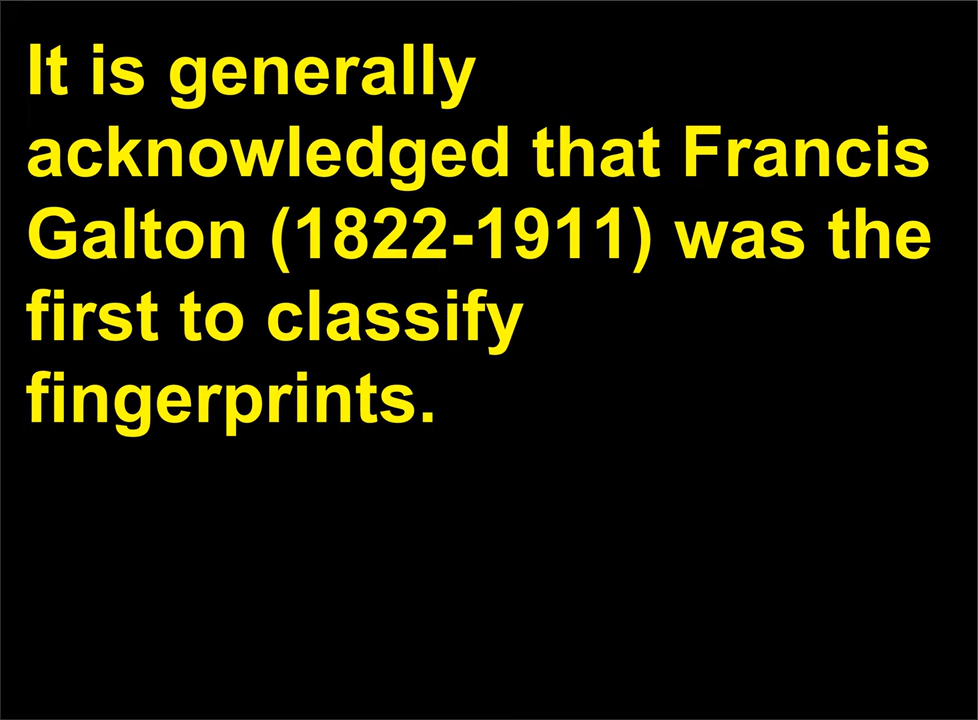 It is generally
acknowledged that Francis
Galton (1822-1911) was the
first to classify
fingerprints.